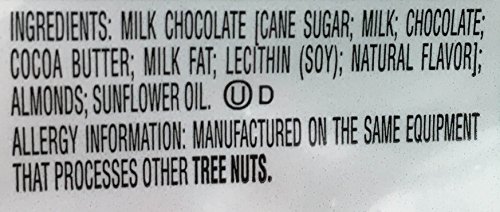 INGREDIENTS: MILK CHOCOLATE [CANE SUGAR; MILK; CHOCOLATE;
COCOA BUTTER; MILK FAT; LECITHIN (SOY); NATURAL FLAVOR];
ALMONDS; SUNFLOWER OIL. Ⓤ D
ALLERGY INFORMATION: MANUFACTURED ON THE SAME EQUIPMENT
THAT PROCESSES OTHER TREE NUTS.